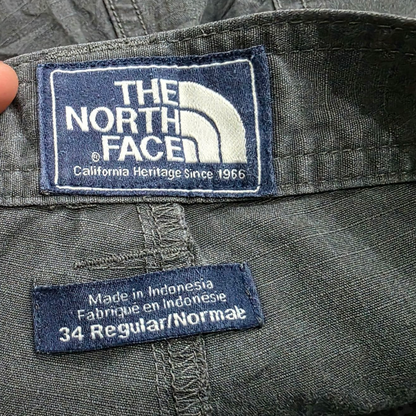 THE
NORTH
FACE
®
California Heritage Since 1966
Made in Indonesia
Fabriqué en Indonésie
34 Regular/Normale